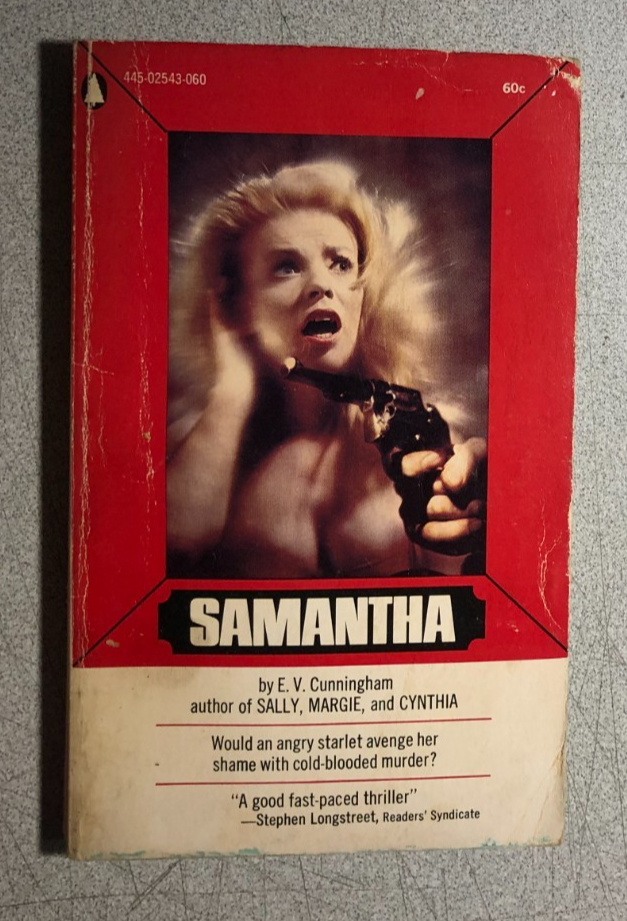 445-02543-060
60c
SAMANTHA
by E. V. Cunningham
author of SALLY, MARGIE, and CYNTHIA
Would an angry starlet avenge her
shame with cold-blooded murder?
"A good fast-paced thriller"
—Stephen Longstreet, Readers' Syndicate